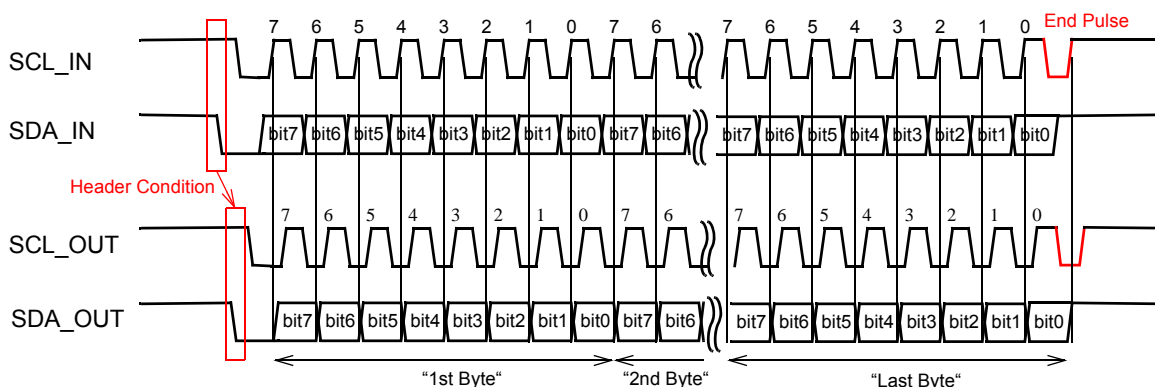 7 6 5 4 3 2 1 0 7 6 7 6 5 4 3 2 1 0 End Pulse
SCL_IN
SDA_IN bit7 bit6 bit5 bit4 bit3 bit2 bit1 bit0 bit7 bit6 bit7 bit6 bit5 bit4 bit3 bit2 bit1 bit0
Header Condition
7 6 5 4 3 2 1 0 7 6 7 6 5 4 3 2 1 0
SCL_OUT
SDA_OUT bit7 bit6 bit5 bit4 bit3 bit2 bit1 bit0 bit7 bit6 bit7 bit6 bit5 bit4 bit3 bit2 bit1 bit0
“1st Byte“ “2nd Byte“ “Last Byte“